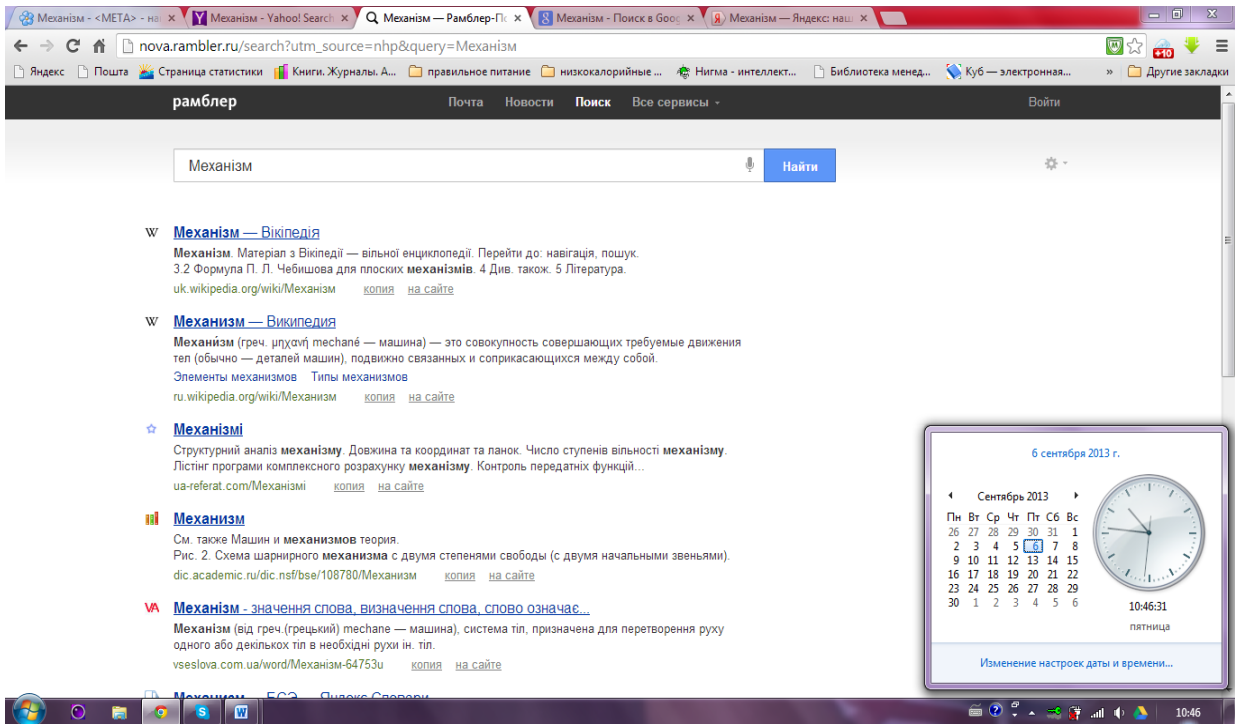 Механізм - <META> - на
Механізм - Yahoo! Search
Механізм — Рамблер-По
Механізм - Поиск в Goog
Механізм — Яндекс: наш
nova.rambler.ru/search?utm_source=nhp&query=Механізм
+10
Яндекс
Почта
Страница статистики
Книги. Журналы. А...
правильное питание
низкокалорийные ...
Нигма - интеллект...
Библиотека менед...
Куб — электронная...
»
Другие закладки
рамблер
Почта
Новости
Поиск
Все сервисы
Войти
Механізм
Найти
W Механізм — Вікіпедія
Механізм. Матеріал з Вікіпедії — вільної енциклопедії. Перейти до: навігація, пошук.
3.2 Формула П. Л. Чебишова для плоских механізмів. 4 Див. також. 5 Література.
uk.wikipedia.org/wiki/Механізм копия на сайте
W Механизм — Википедия
Механи́зм (греч. μηχανή mechané — машина) — это совокупность совершающих требуемые движения
тел (обычно — деталей машин), подвижно связанных и соприкасающихся между собой.
Элементы механизмов Типы механизмов
ru.wikipedia.org/wiki/Механизм копия на сайте
Механізмі
Структурний аналіз механізму. Довжина та координат та ланок. Число ступенів вільності механізму.
Лістінг програми комплексного розрахунку механізму. Контроль передатніх функцій...
ua-referat.com/Механізмі копия на сайте
Механизм
См. также Машин и механизмов теория.
Рис. 2. Схема шарнирного механизма с двумя степенями свободы (с двумя начальными звеньями).
dic.academic.ru/dic.nsf/bse/108780/Механизм копия на сайте
VA Механізм - значення слова, визначення слова, слово означає...
Механізм (від греч.(грецький) mechane — машина), система тіл, призначена для перетворення руху
одного або декількох тіл в необхідні рухи ін. тіл.
vseslova.com.ua/word/Механізм-64753u копия на сайте
Механизм — БСЭ — Яндекс.Словари
6 сентября 2013 г.
Сентябрь 2013
Пн Вт Ср Чт Пт Сб Вс
26 27 28 29 30 31 1
2 3 4 5 6 7 8
9 10 11 12 13 14 15
16 17 18 19 20 21 22
23 24 25 26 27 28 29
30 1 2 3 4 5 6
10:46:31
пятница
Изменение настроек даты и времени...
10:46